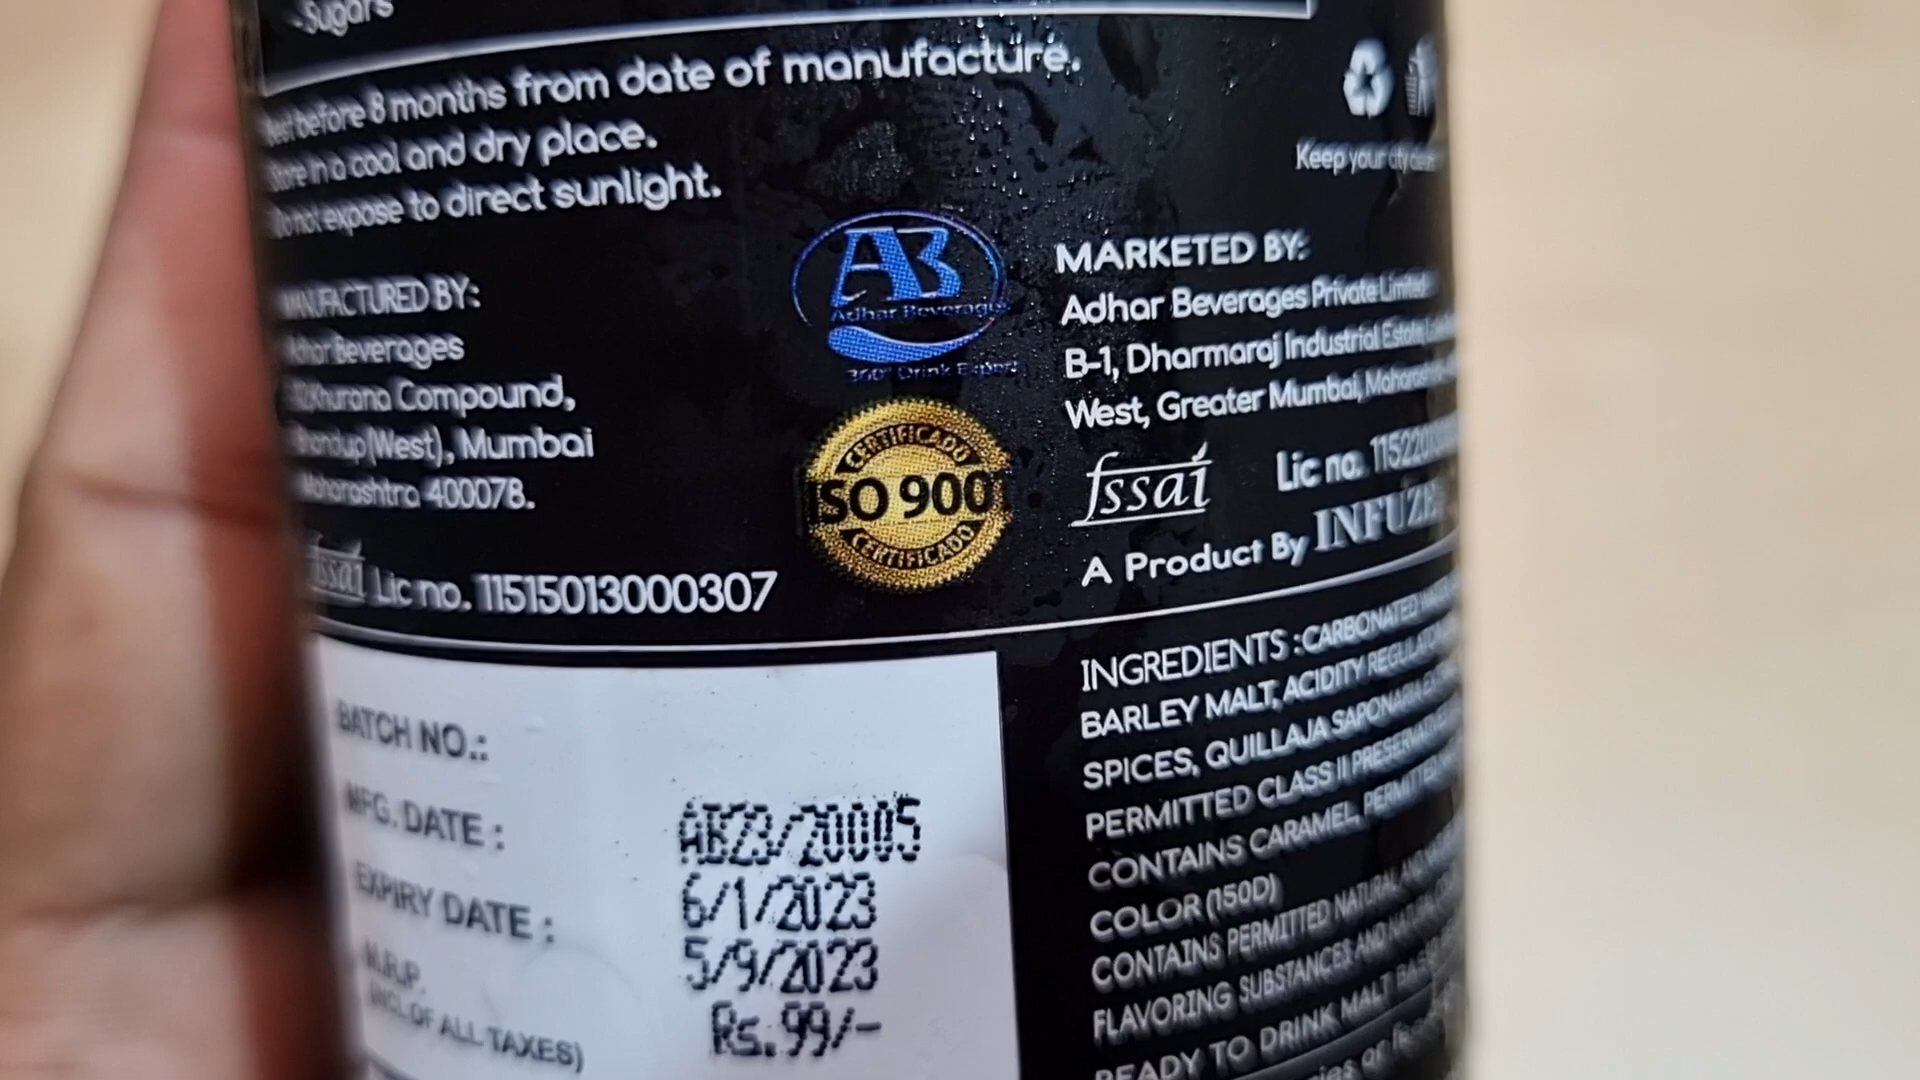 -Sugars
Best before 8 months from date of manufacture.
Store in a cool and dry place.
Do not expose to direct sunlight.
Keep your city clean
MANUFACTURED BY:
Adhar Beverages
Khurana Compound,
Bhandup(West), Mumbai
Maharashtra 400078.
fssai Lic no. 11515013000307
AB
Adhar Beverages
360° Drink Expert
CERTIFICADO
ISO 9001
CERTIFICADO
MARKETED BY:
Adhar Beverages Private Limited
B-1, Dharmaraj Industrial Estate,
West, Greater Mumbai, Maharashtra
fssai Lic no. 115220
A Product By INFUZE
INGREDIENTS : CARBONATED
BARLEY MALT, ACIDITY REGULATOR
SPICES, QUILLAJA SAPONARIA
PERMITTED CLASS II PRESERVATIVE
CONTAINS CARAMEL, PERMITTED
COLOR (150D)
CONTAINS PERMITTED NATURAL AND
FLAVORING SUBSTANCES AND NATURAL
READY TO DRINK MALT BASED
BATCH NO.:
MFG. DATE :
EXPIRY DATE :
M.R.P.
(INCL.OF ALL TAXES)
AB23/20005
6/1/2023
5/9/2023
Rs.99/-